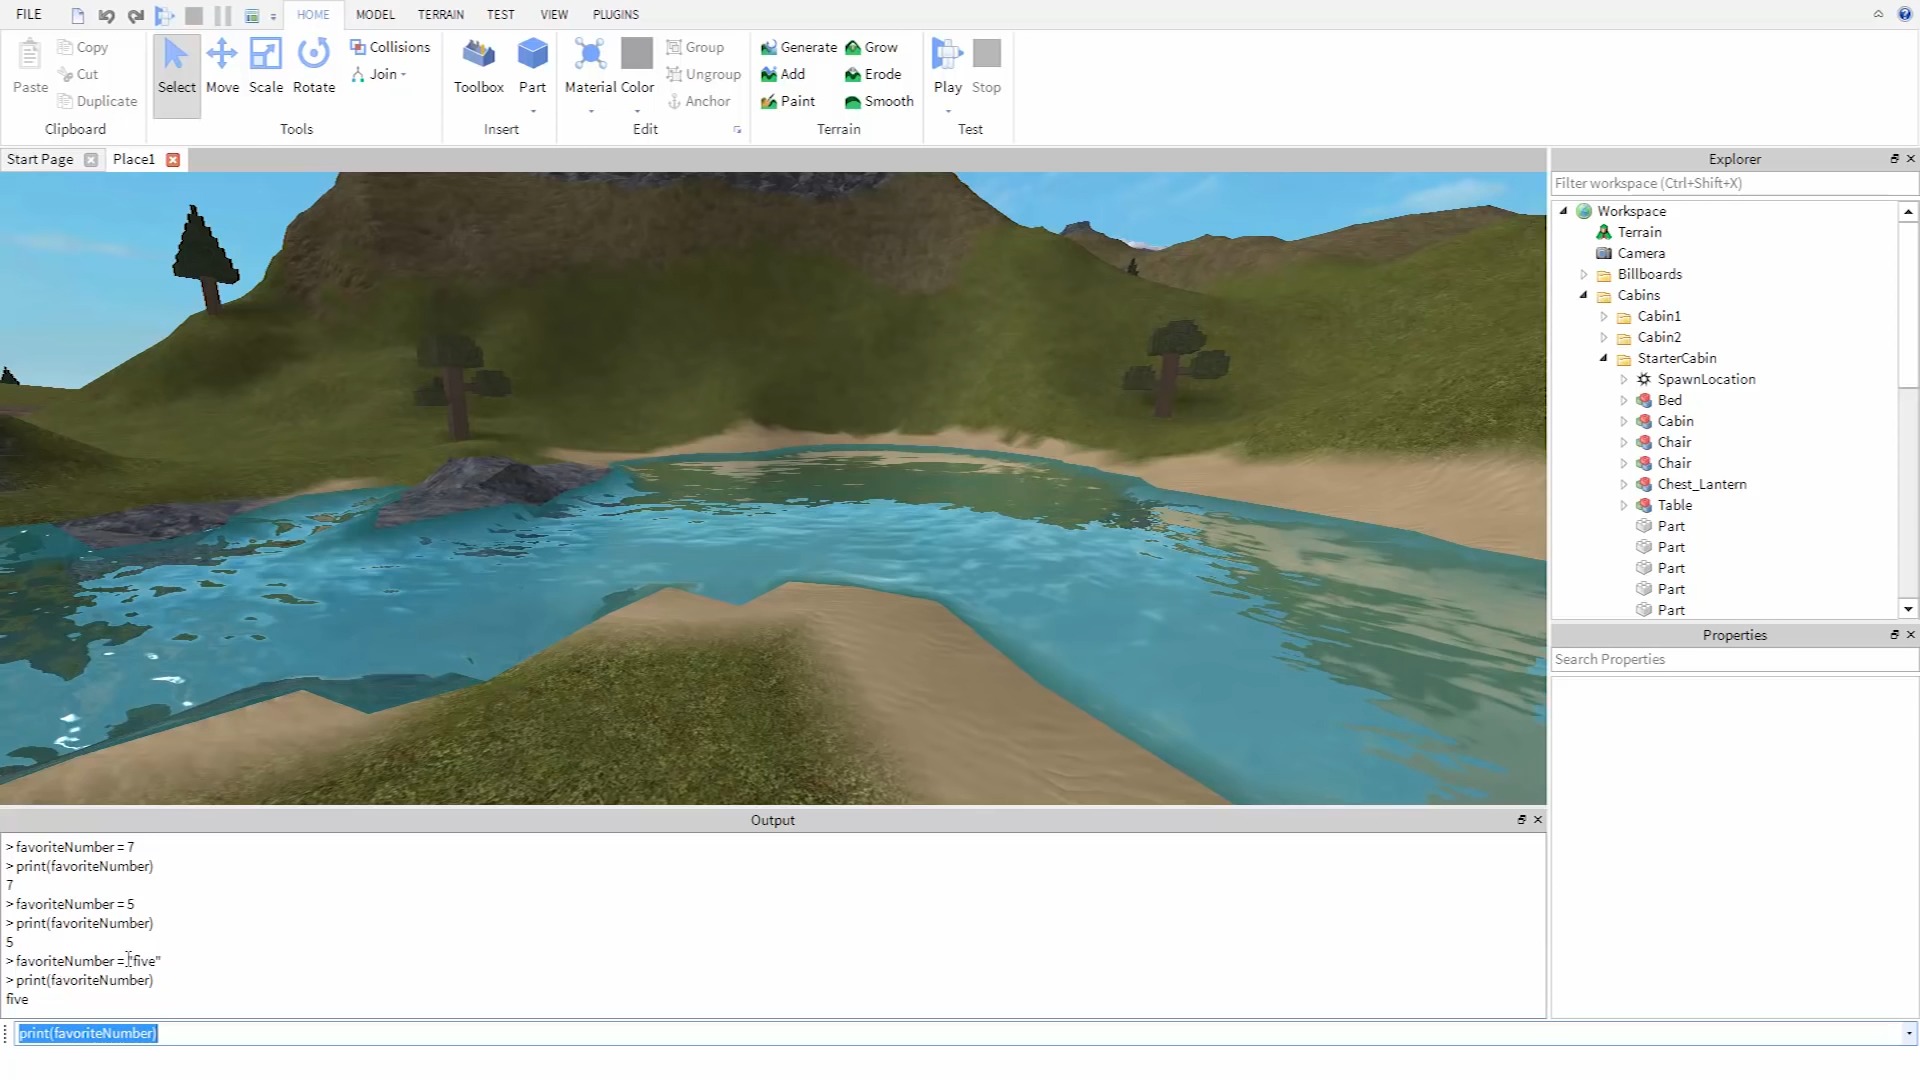 FILE
HOME
MODEL
TERRAIN
TEST
VIEW
PLUGINS
Paste
Copy
Cut
Duplicate
Clipboard
Select
Move
Scale
Rotate
Collisions
Join
Tools
Toolbox
Part
Insert
Material
Color
Group
Ungroup
Anchor
Edit
Generate
Add
Paint
Grow
Erode
Smooth
Terrain
Play
Stop
Test
Start Page
Place1
Explorer
Filter workspace (Ctrl+Shift+X)
Workspace
Terrain
Camera
Billboards
Cabins
Cabin1
Cabin2
StarterCabin
SpawnLocation
Bed
Cabin
Chair
Chair
Chest_Lantern
Table
Part
Part
Part
Part
Part
Properties
Search Properties
Output
> favoriteNumber = 7
> print(favoriteNumber)
7
> favoriteNumber = 5
> print(favoriteNumber)
5
> favoriteNumber = "five"
> print(favoriteNumber)
five
print(favoriteNumber)